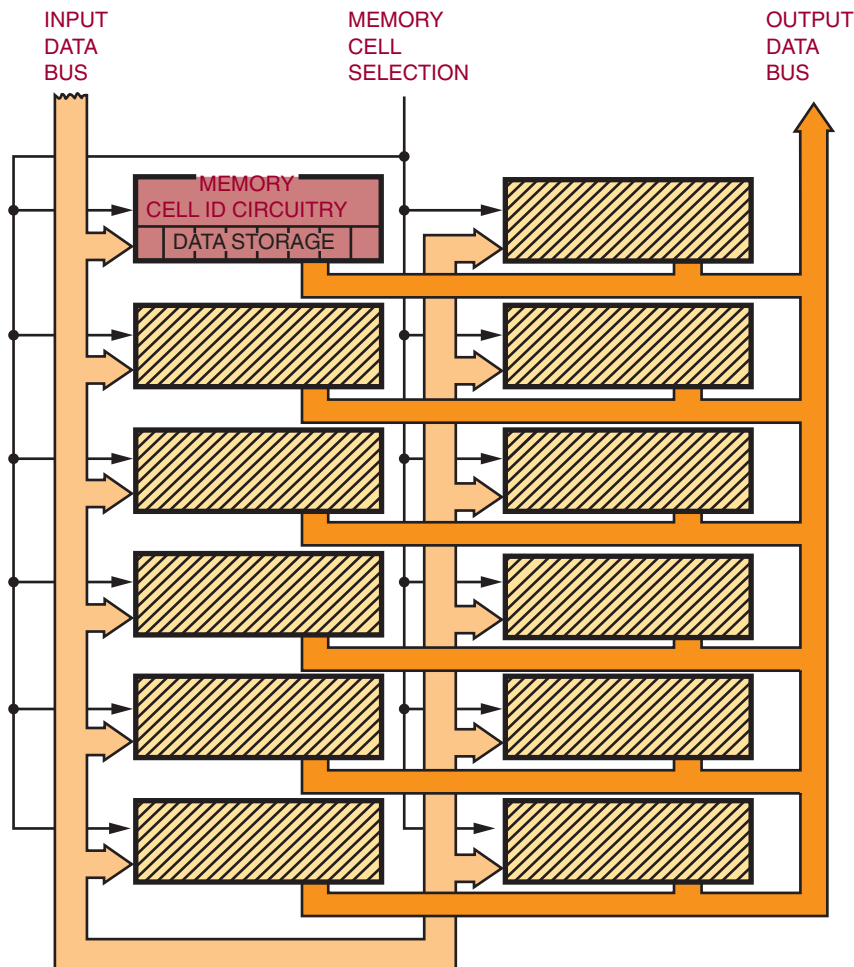 INPUT
DATA
BUS
MEMORY
CELL
SELECTION
OUTPUT
DATA
BUS
MEMORY
CELL ID CIRCUITRY
DATA STORAGE